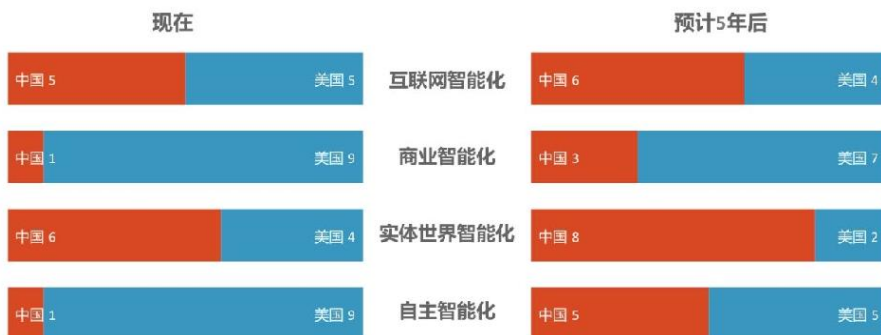 现在 预计5年后
中国 5 美国 5 互联网智能化 中国 6 美国 4
中国 1 美国 9 商业智能化 中国 3 美国 7
中国 6 美国 4 实体世界智能化 中国 8 美国 2
中国 1 美国 9 自主智能化 中国 5 美国 5